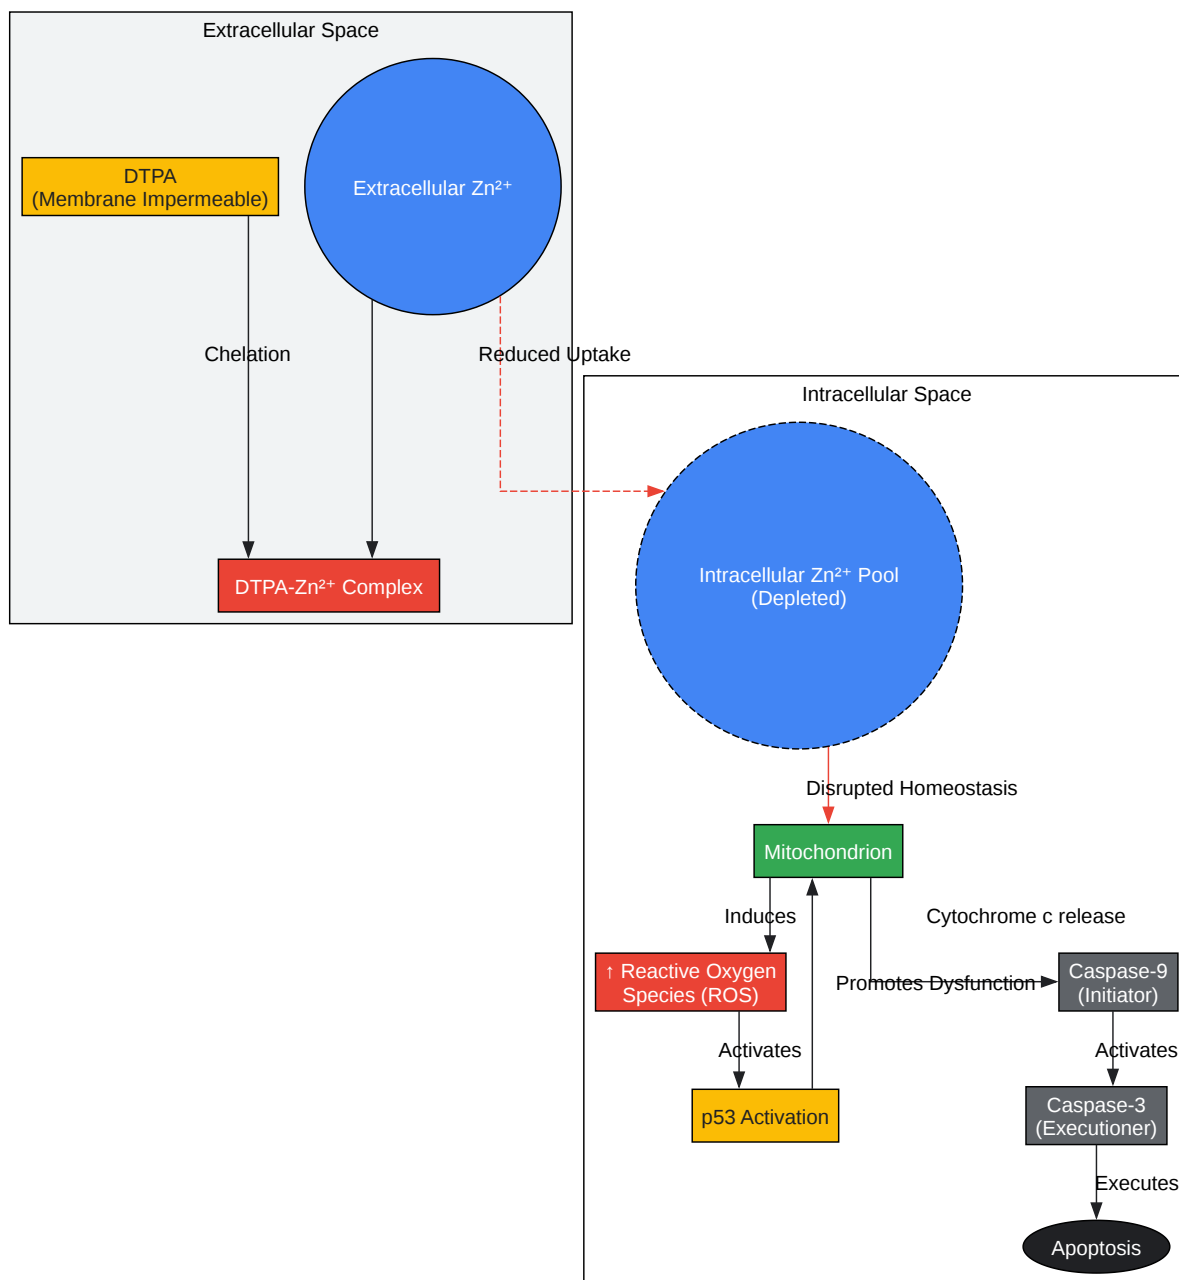 Extracellular Space
DTPA
(Membrane Impermeable)
Extracellular Zn²⁺
Chelation
Reduced Uptake
DTPA-Zn²⁺ Complex
Intracellular Space
Intracellular Zn²⁺ Pool
(Depleted)
Disrupted Homeostasis
Mitochondrion
Induces
Cytochrome c release
↑ Reactive Oxygen
Species (ROS)
Promotes Dysfunction
Caspase-9
(Initiator)
Activates
Activates
p53 Activation
Caspase-3
(Executioner)
Executes
Apoptosis